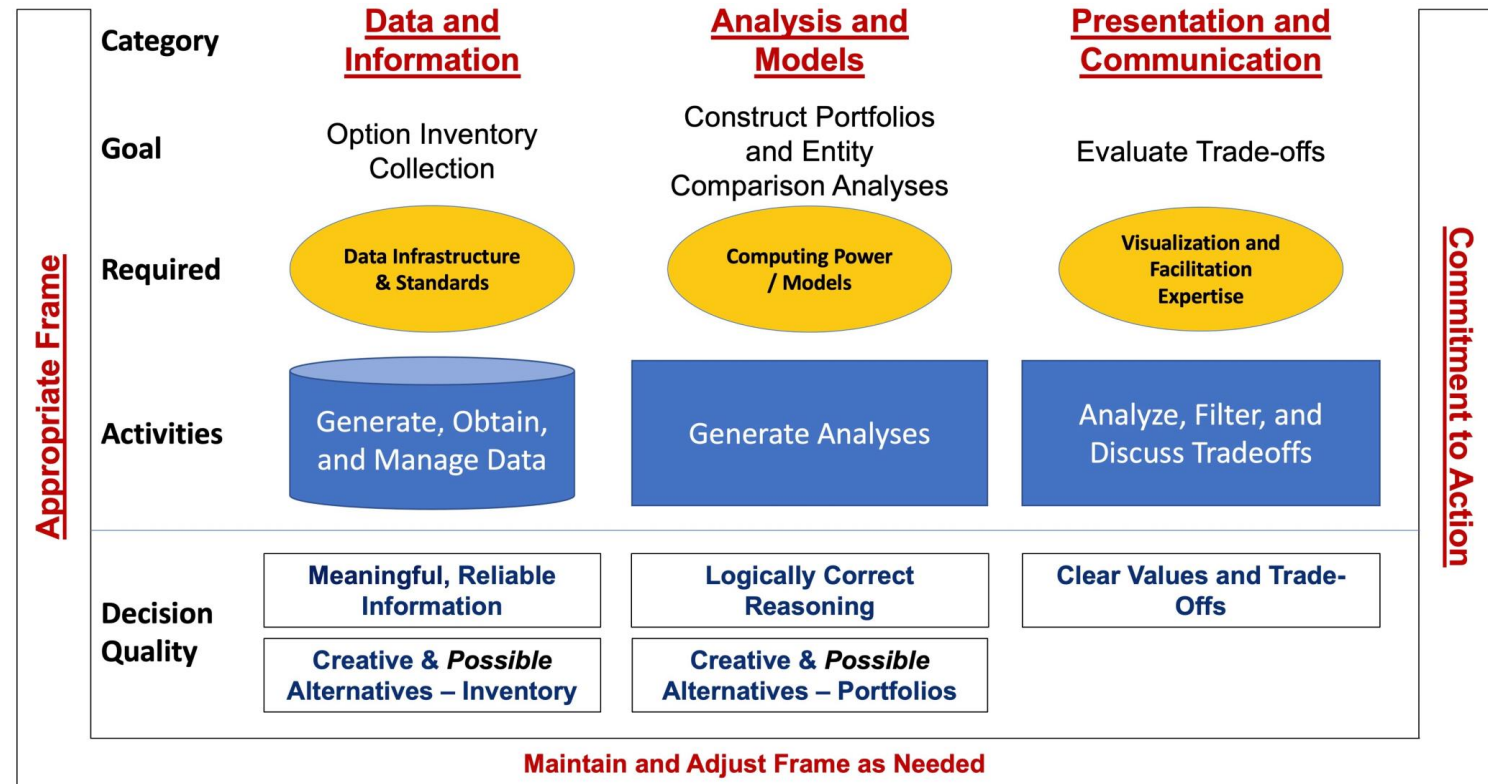 Category
Data and
Information
Analysis and
Models
Presentation and
Communication
Goal
Option Inventory
Collection
Construct Portfolios
and Entity
Comparison Analyses
Evaluate Trade-offs
Required
Data Infrastructure
& Standards
Computing Power
/ Models
Visualization and
Facilitation
Expertise
Activities
Generate, Obtain,
and Manage Data
Generate Analyses
Analyze, Filter, and
Discuss Tradeoffs
Decision
Quality
Meaningful, Reliable
Information
Logically Correct
Reasoning
Clear Values and Trade-
Offs
Creative & Possible
Alternatives – Inventory
Creative & Possible
Alternatives – Portfolios
Appropriate Frame
Commitment to Action
Maintain and Adjust Frame as Needed